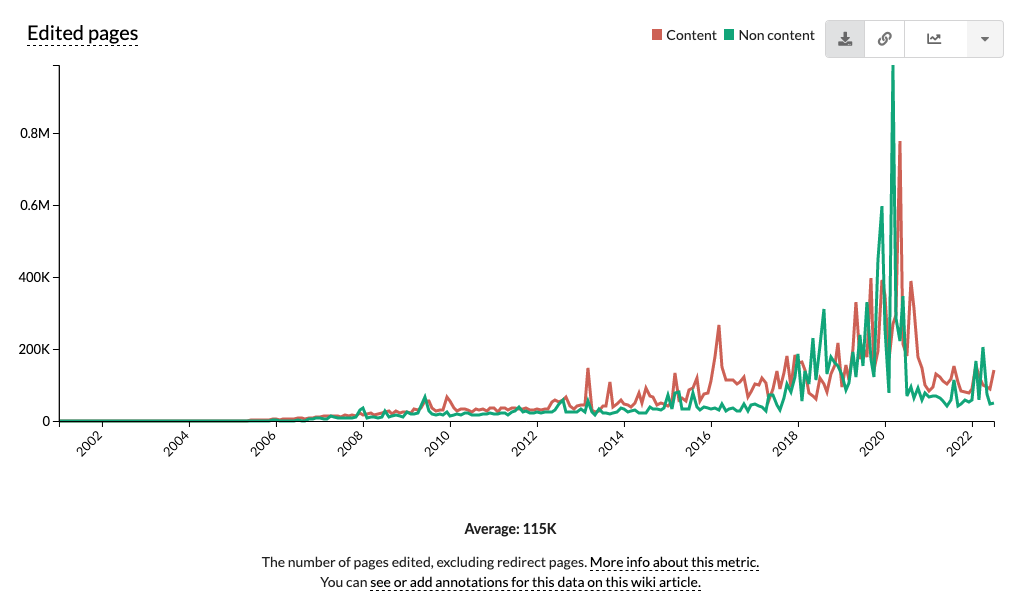 Edited pages
Content Non content
0.8M
0.6M
400K
200K
0
2002 2004 2006 2008 2010 2012 2014 2016 2018 2020 2022
Average: 115K
The number of pages edited, excluding redirect pages. More info about this metric.
You can see or add annotations for this data on this wiki article.